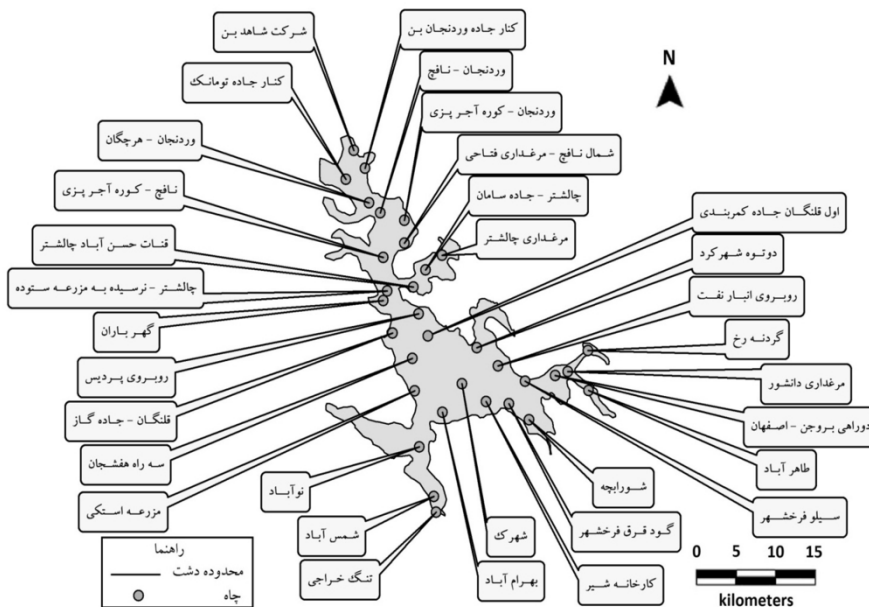 شرکت شاهد بن
کنار جاده وردنجان بن
N
کنار جاده تومانک
وردنجان - نافچ
وردنجان - کوره آجر پزی
وردنجان - هرچگان
شمال نافچ - مرغداری فتاحی
نافچ - کوره آجر پزی
چالشتر - جاده سامان
اول قلنگان جاده کمربندی
قنات حسن آباد چالشتر
مرغداری چالشتر
دوتوه شهرکرد
چالشتر - نرسیده به مزرعه ستوده
روبروی انبار نفت
گهر باران
گردنه رخ
روبروی پردیس
مرغداری دانشور
قلنگان - جاده گاز
دوراهی بروجن - اصفهان
سه راه هفشجان
طاهر آباد
مزرعه استکی
نوآباد
شورابچه
سیلو فرخشهر
شمس آباد
شهرک
گود قرق فرخشهر
تنگ خراجی
بهرام آباد
کارخانه شیر
راهنما
محدوده دشت
چاه
0 5 10 15
kilometers